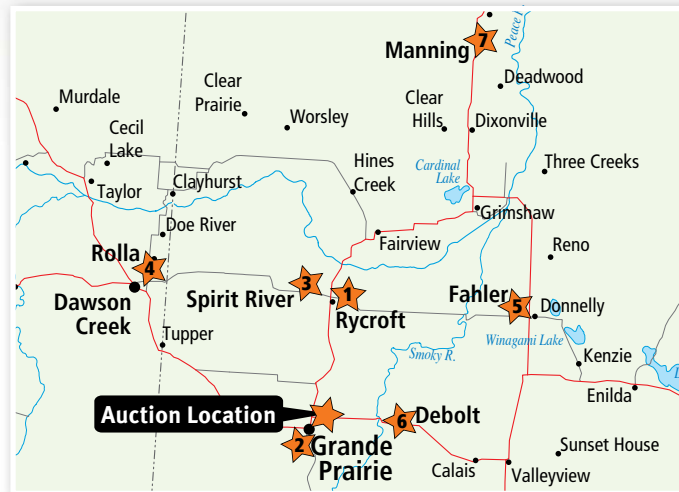 Manning
7
Peace
Deadwood
Murdale
Clear
Prairie
Worsley
Clear
Hills
Dixonville
Cecil
Lake
Hines
Creek
Cardinal
Lake
Three Creeks
Taylor
Clayhurst
Grimshaw
Doe River
Fairview
Reno
Rolla
4
Dawson
Creek
Spirit River
3
1
Rycroft
Fahler
5
Donnelly
Tupper
Smoky R.
Winagami Lake
Kenzie
Enilda
Auction Location
6
Debolt
2
Grande
Prairie
Calais
Sunset House
Valleyview